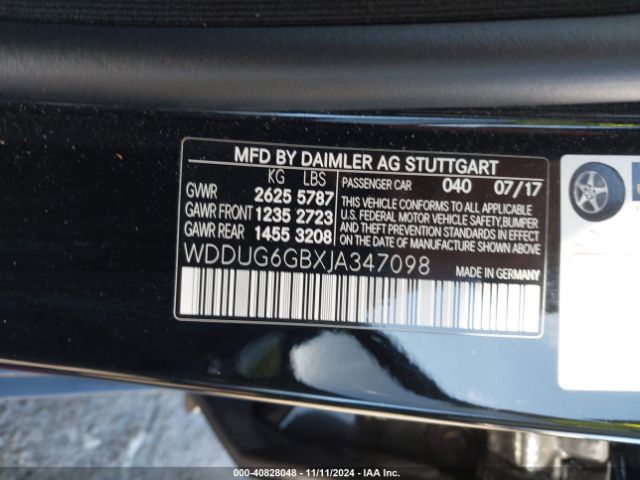 MFD BY DAIMLER AG STUTTGART
KG LBS
GVWR 2625 5787
GAWR FRONT 1235 2723
GAWR REAR 1455 3208
PASSENGER CAR 040 07/17
THIS VEHICLE CONFORMS TO ALL APPLICABLE
U.S. FEDERAL MOTOR VEHICLE SAFETY, BUMPER
AND THEFT PREVENTION STANDARDS IN EFFECT
ON THE DATE OF MANUFACTURE SHOWN ABOVE.
WDDUG6GBXJA347098
MADE IN GERMANY
000-40828048 - 11/11/2024 - IAA Inc.